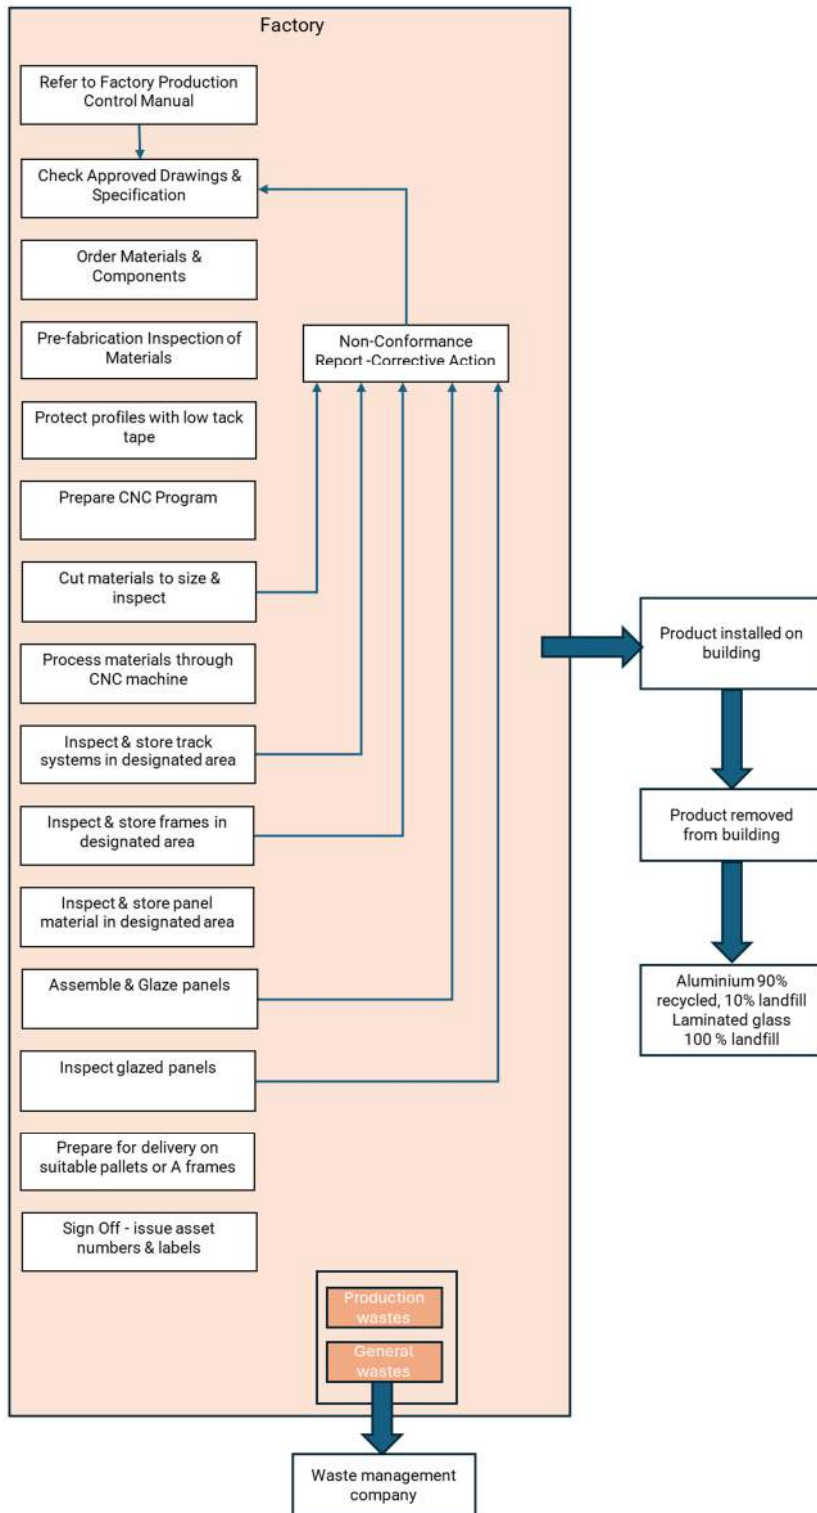 Factory
Refer to Factory Production
Control Manual
Check Approved Drawings &
Specification
Order Materials &
Components
Pre-fabrication Inspection of
Materials
Non-Conformance
Report -Corrective Action
Protect profiles with low tack
tape
Prepare CNC Program
Cut materials to size &
inspect
Process materials through
CNC machine
Inspect & store track
systems in designated area
Inspect & store frames in
designated area
Inspect & store panel
material in designated area
Assemble & Glaze panels
Inspect glazed panels
Prepare for delivery on
suitable pallets or A frames
Sign Off - issue asset
numbers & labels
Production
wastes
General
wastes
Waste management
company
Product installed on
building
Product removed
from building
Aluminium 90%
recycled, 10% landfill
Laminated glass
100 % landfill